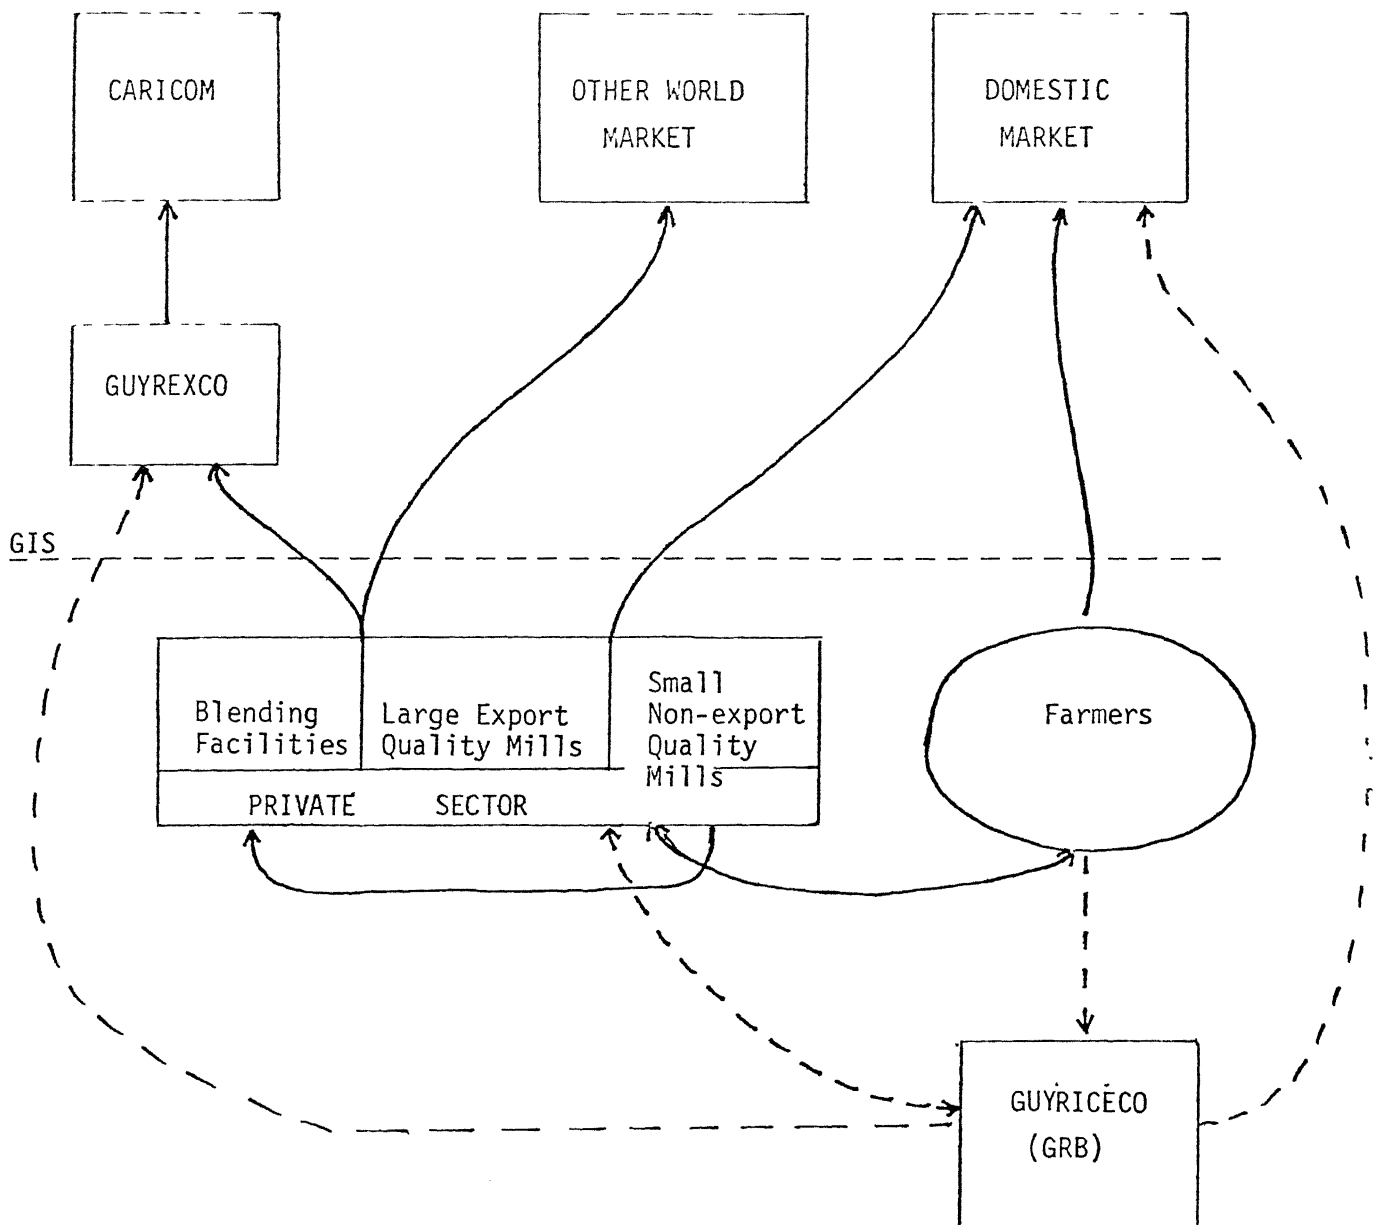 CARICOM
OTHER WORLD
MARKET
DOMESTIC
MARKET
GUYREXCO
GIS
Blending
Facilities
Large Export
Quality Mills
Small
Non-export
Quality
Mills
PRIVATE SECTOR
Farmers
GUYRICECO
(GRB)